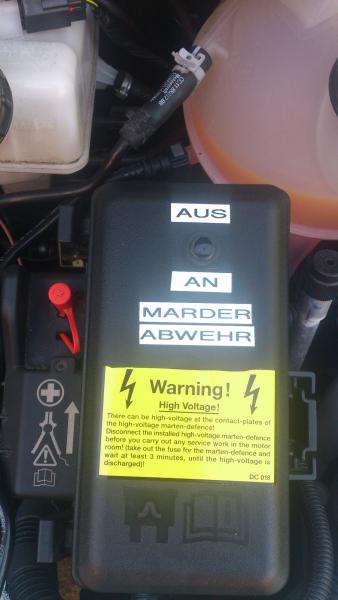 AUS
AN
MARDER
ABWEHR
Warning!
High Voltage!
There can be high-voltage at the contact-plates of
the high-voltage marten-defence!
Disconnect the installed high-voltage marten-defence
before you carry out any service work in the motor
room! (take out the fuse for the marten-defence and
wait at least 3 minutes, until the high-voltage is
discharged)!
DC 018